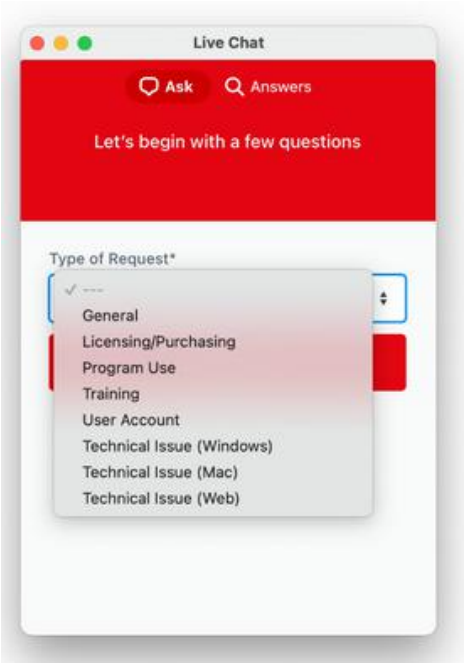 Live Chat
Ask Answers
Let's begin with a few questions
Type of Request*
✓ ---
General
Licensing/Purchasing
Program Use
Training
User Account
Technical Issue (Windows)
Technical Issue (Mac)
Technical Issue (Web)